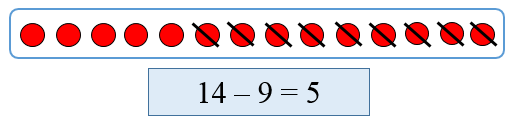 14 – 9 = 5